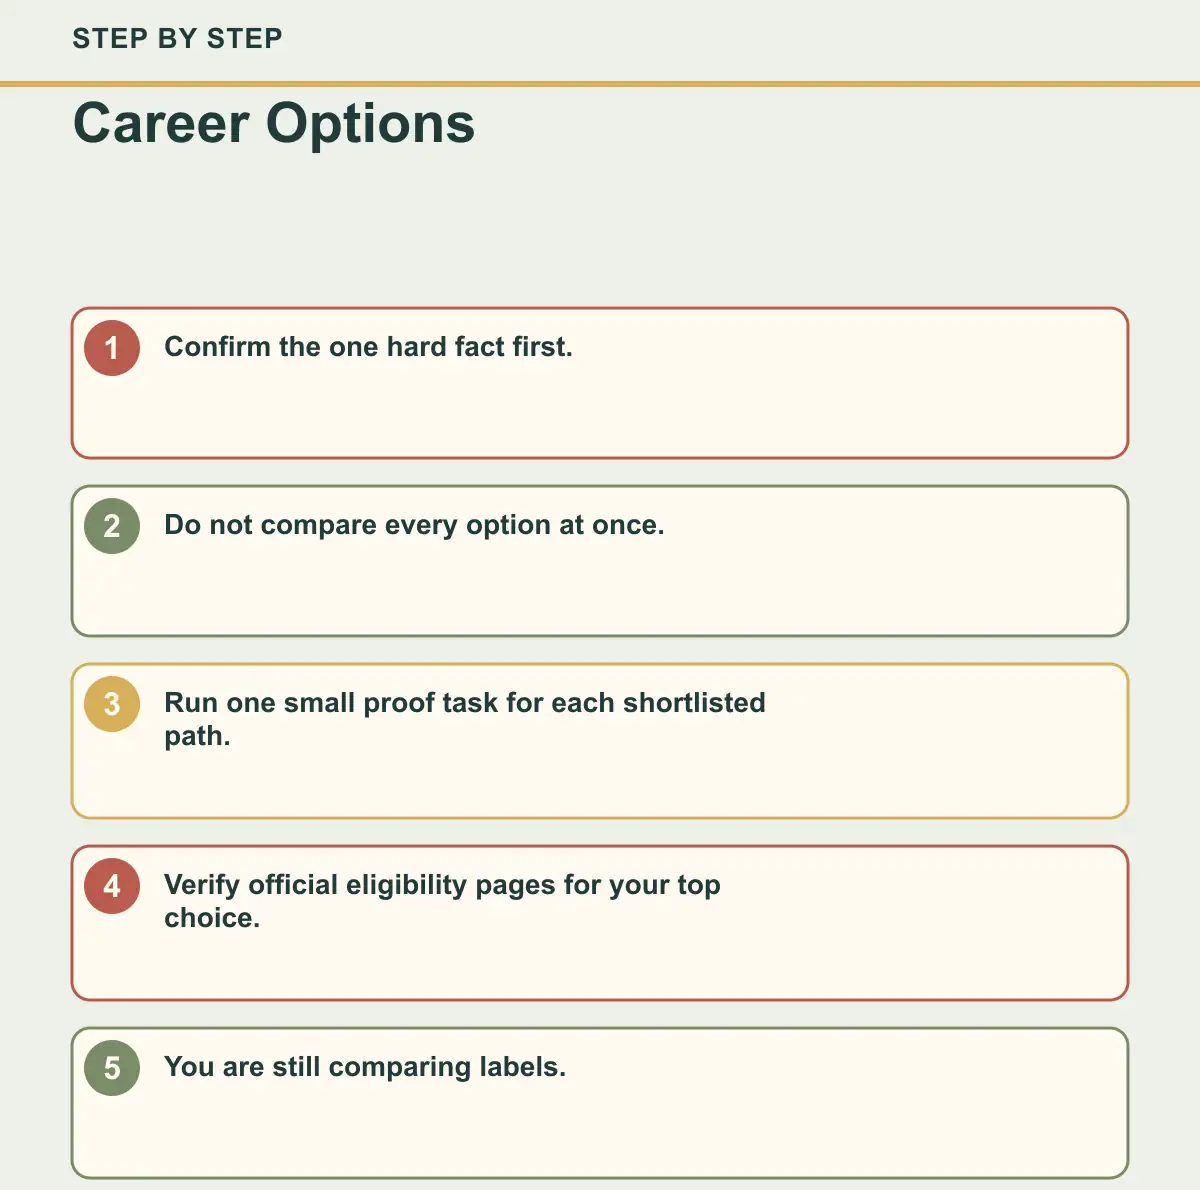 STEP BY STEP
Career Options
1
Confirm the one hard fact first.
2
Do not compare every option at once.
3
Run one small proof task for each shortlisted
path.
4
Verify official eligibility pages for your top
choice.
5
You are still comparing labels.